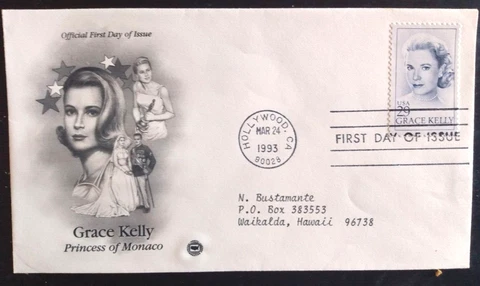 Official First Day of Issue
Grace Kelly
Princess of Monaco
HOLLYWOOD, CA
MAR 24
1993
90028
USA
29
GRACE KELLY
FIRST DAY OF ISSUE
N. Bustamante
P.O. Box 383553
Waikalda, Hawaii 96738